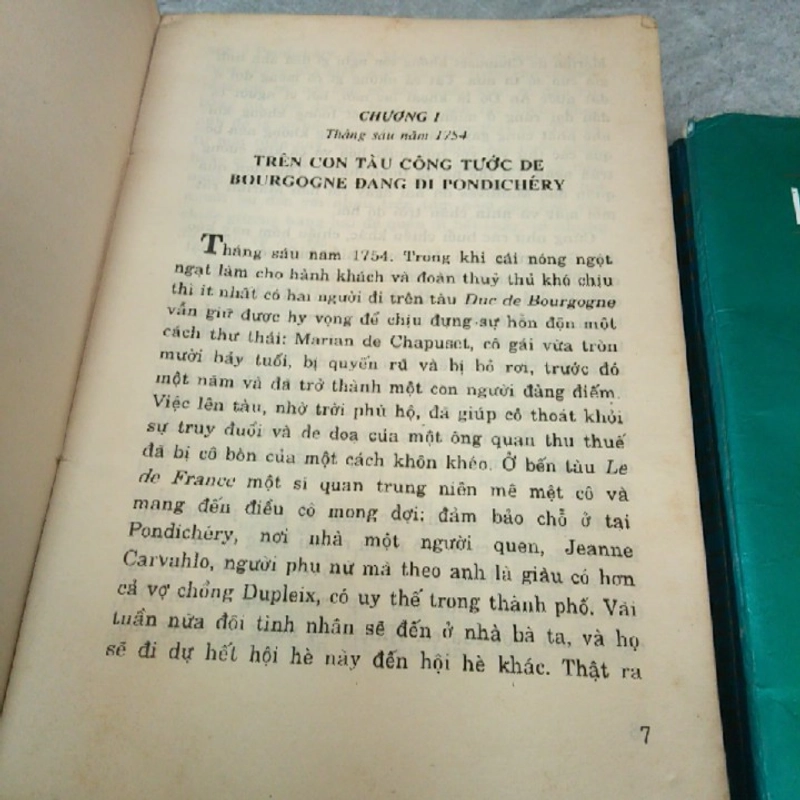 CHƯƠNG I
Tháng sáu năm 1754
TRÊN CON TÀU CÔNG TƯỚC DE
BOURGOGNE ĐANG ĐI PONDICHÉRY
Tháng sáu năm 1754. Trong khi cái nóng ngột
ngạt làm cho hành khách và đoàn thuỷ thủ khó chịu
thì ít nhất có hai người đi trên tàu Duc de Bourgogne
vẫn giữ được hy vọng để chịu đựng sự hỗn độn một
cách thư thái: Marian de Chapuset, cô gái vừa tròn
mười bảy tuổi, bị quyến rũ và bị bỏ rơi, trước đó
một năm và đã trở thành một con người đàng điếm.
Việc lên tàu, nhờ trời phù hộ, đã giúp cô thoát khỏi
sự truy đuổi và đe doạ của một ông quan thu thuế
đã bị cô bòn của một cách khôn khéo. Ở bến tàu Le
de France một sĩ quan trung niên mê mệt cô và
mang đến điều cô mong đợi: đảm bảo chỗ ở tại
Pondichéry, nơi nhà một người quen, Jeanne
Carvahlo, người phụ nữ mà theo anh là giàu có hơn
cả vợ chồng Dupleix, có uy thế trong thành phố. Vài
tuần nữa đôi tình nhân sẽ đến ở nhà bà ta, và họ
sẽ đi dự hết hội hè này đến hội hè khác. Thật ra
7